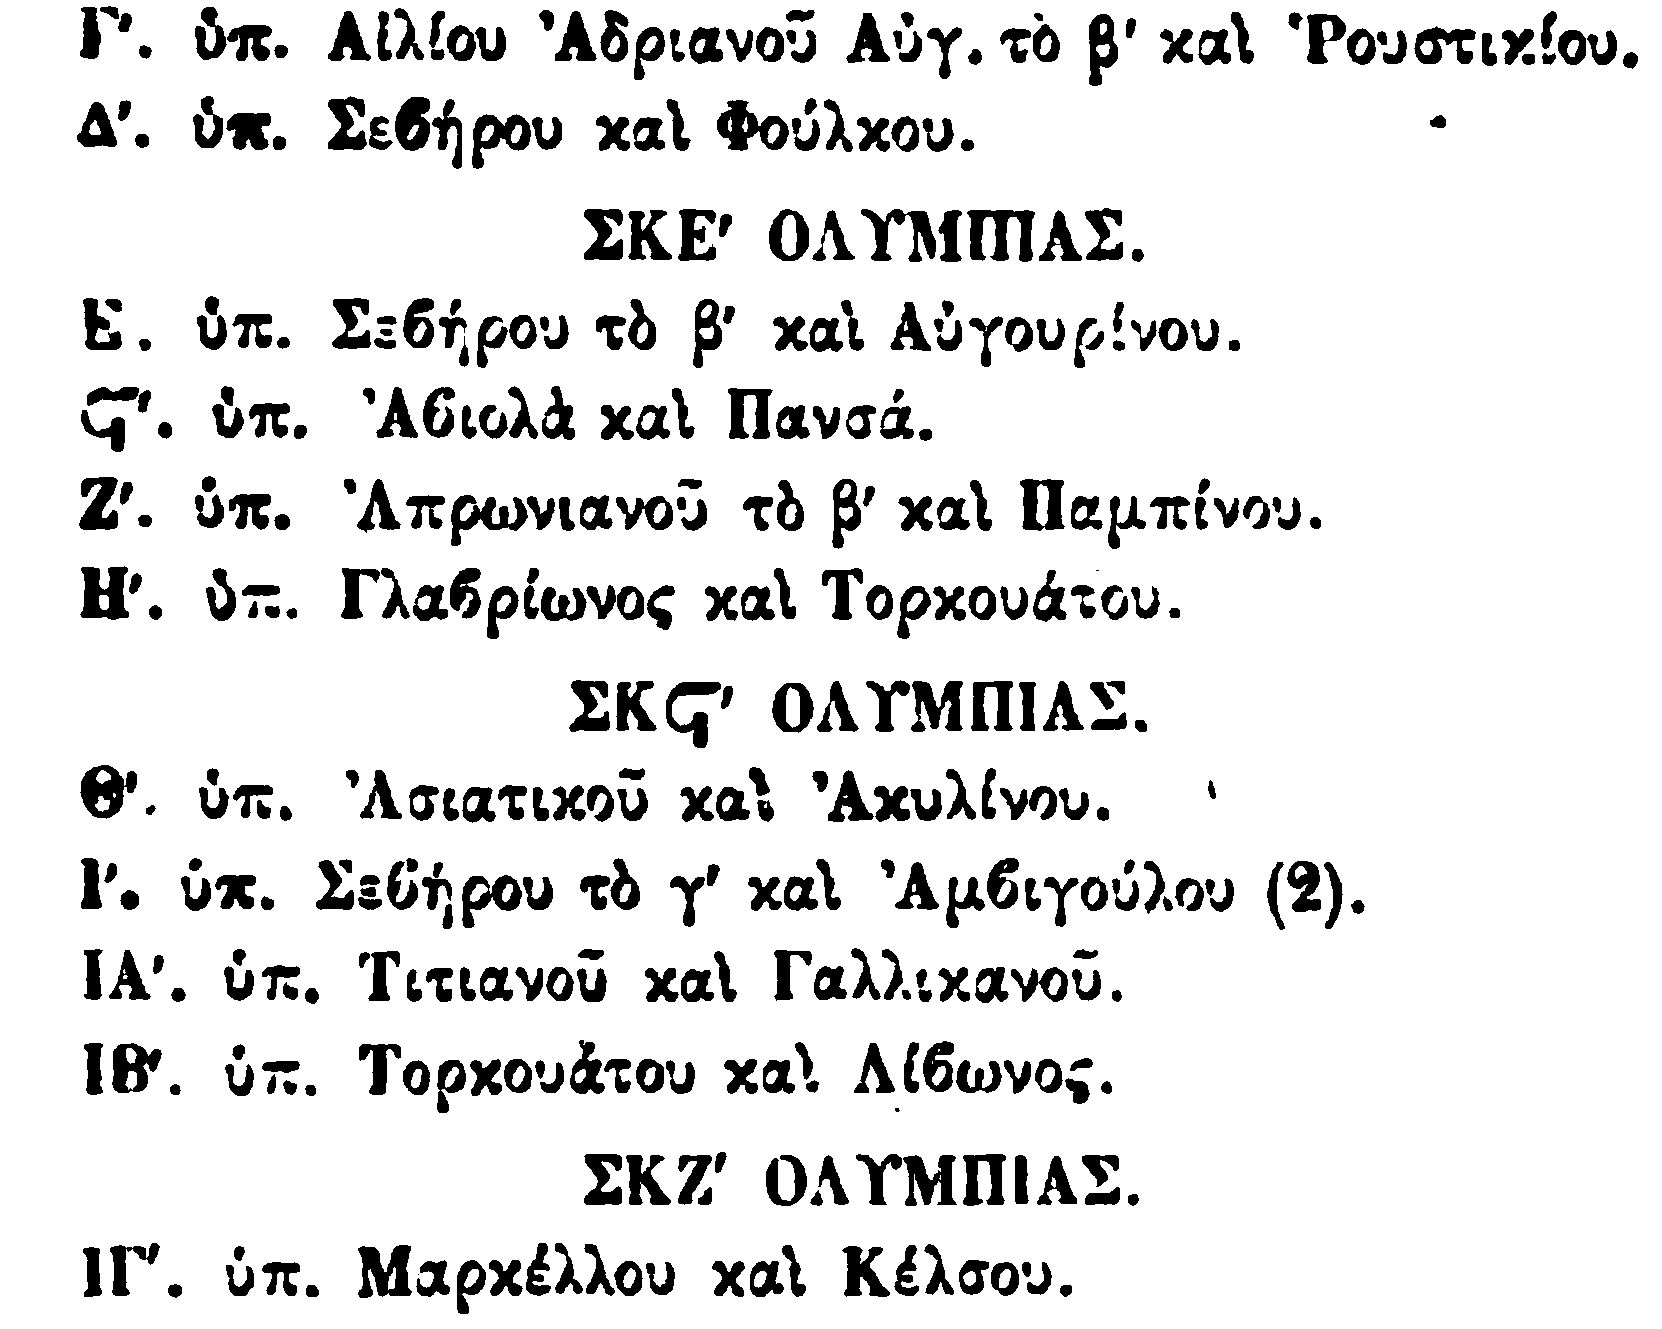 Γ'. ὑπ. Αἰλίου Ἀδριανοῦ Αὐγ. τὸ β' καὶ Ῥουστικίου.
Δ'. ὑπ. Σεϐήρου καὶ Φούλκου.
ΣΚΕ' ΟΛΥΜΠΙΑΣ.
Ε. ὑπ. Σεϐήρου τὸ β' καὶ Αὐγουρίνου.
Ϛ'. ὑπ. Ἀϐιολὰ καὶ Πανσά.
Ζ'. ὑπ. Ἀπρωνιανοῦ τὸ β' καὶ Παμπίνου.
Η'. ὑπ. Γλαϐρίωνος καὶ Τορκουάτου.
ΣΚϚ' ΟΛΥΜΠΙΑΣ.
Θ'. ὑπ. Ἀσιατικοῦ καὶ Ἀκυλίνου.
Ι'. ὑπ. Σεϐήρου τὸ γ' καὶ Ἀμϐιγούλου (2).
ΙΑ'. ὑπ. Τιτιανοῦ καὶ Γαλλικανοῦ.
ΙΒ'. ὑπ. Τορκουάτου καὶ Λίϐωνος.
ΣΚΖ' ΟΛΥΜΠΙΑΣ.
ΙΓ'. ὑπ. Μαρκέλλου καὶ Κέλσου.